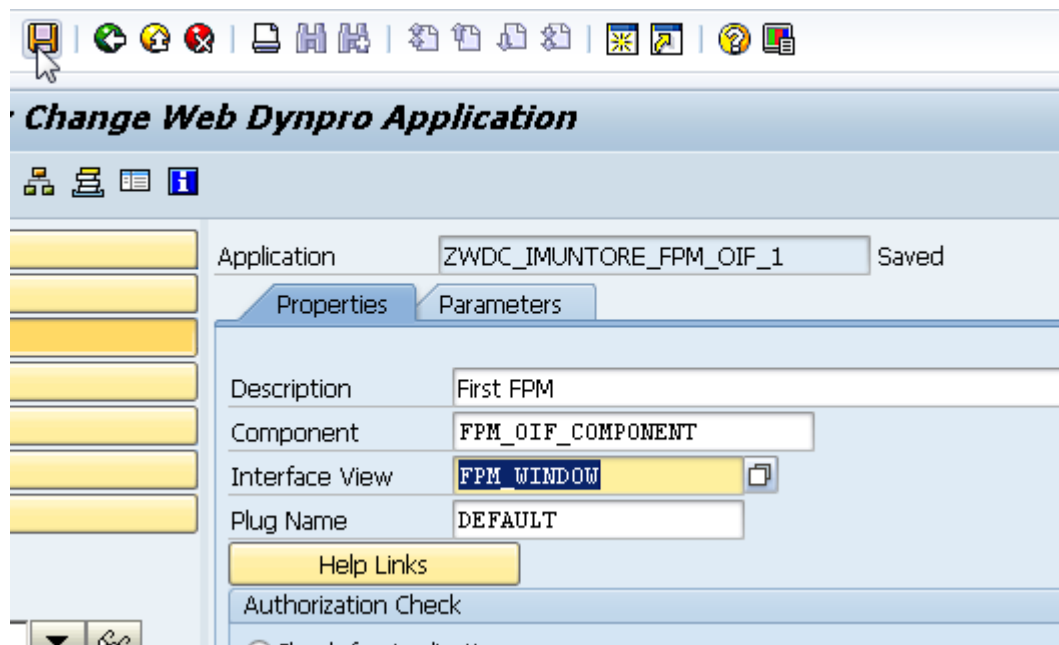 : Change Web Dynpro Application
Application ZWDC_IMUNTORE_FPM_OIF_1 Saved
Properties Parameters
Description First FPM
Component FPM_OIF_COMPONENT
Interface View FPM_WINDOW
Plug Name DEFAULT
Help Links
Authorization Check